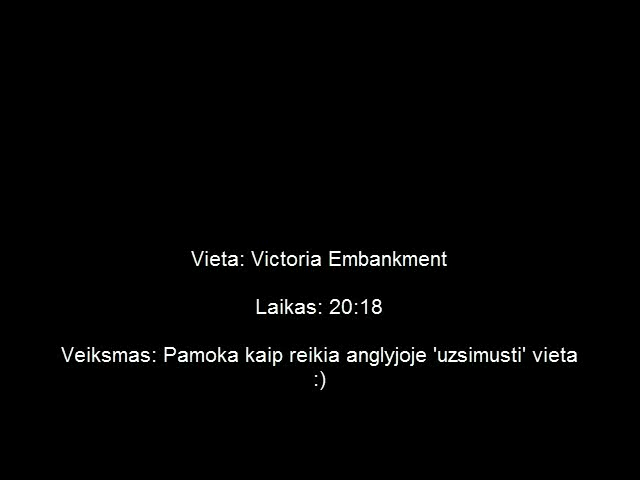 Vieta: Victoria Embankment
Laikas: 20:18
Veiksmas: Pamoka kaip reikia anglyjoje 'uzsimusti' vieta
:)